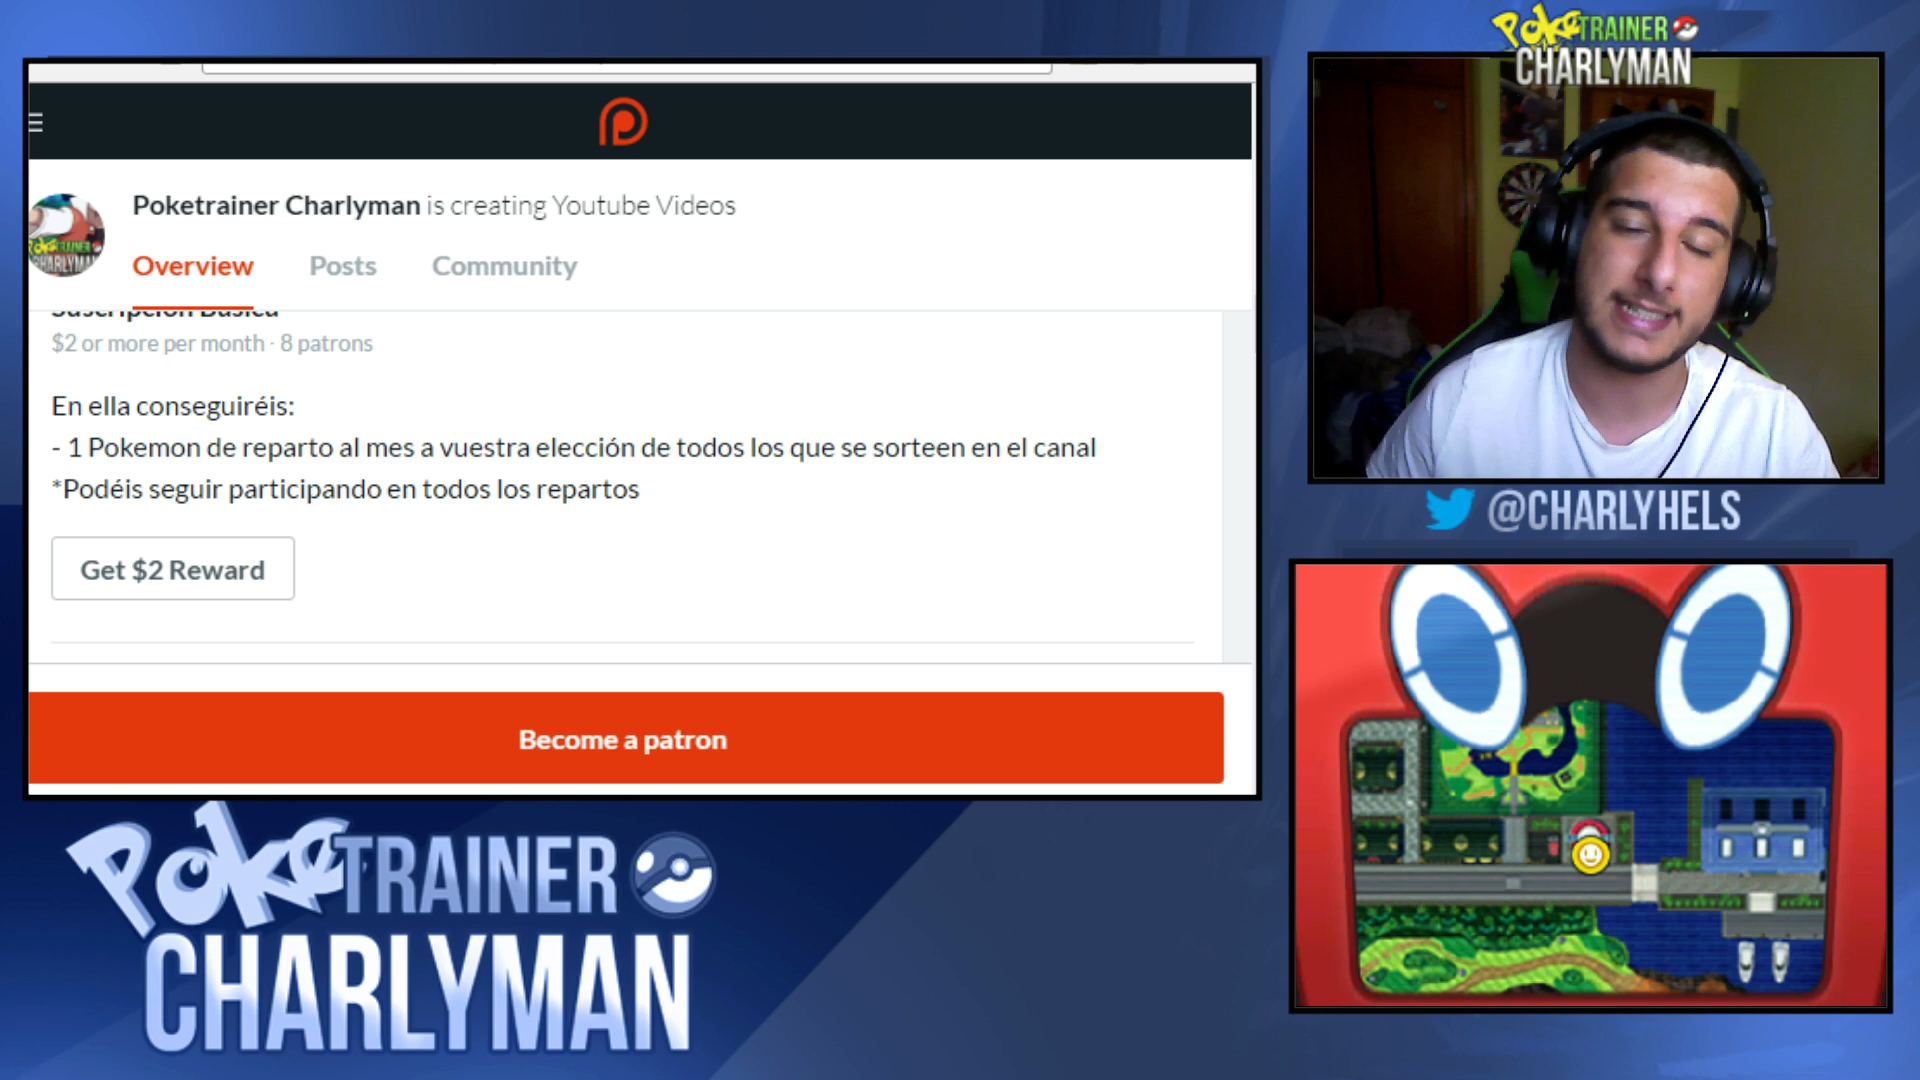 Poketrainer Charlyman is creating Youtube Videos
Overview Posts Community
Suscripción Básica
$2 or more per month · 8 patrons
En ella conseguiréis:
- 1 Pokemon de reparto al mes a vuestra elección de todos los que se sorteen en el canal
*Podéis seguir participando en todos los repartos
Get $2 Reward
Become a patron
POKETRAINER
CHARLYMAN
POKETRAINER
CHARLYMAN
@CHARLYHELS